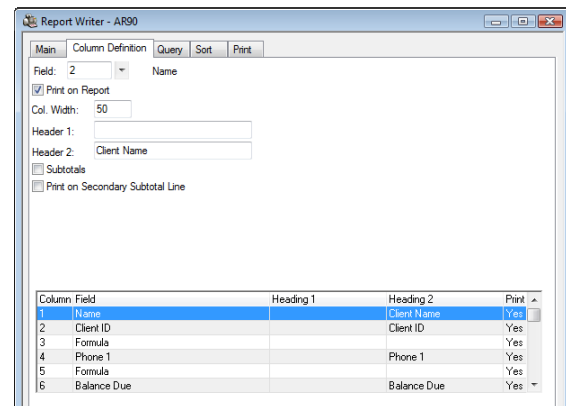 Report Writer - AR90
Main Column Definition Query Sort Print
Field: 2 Name
Print on Report
Col. Width: 50
Header 1:
Header 2: Client Name
Subtotals
Print on Secondary Subtotal Line
Column Field Heading 1 Heading 2 Print
1 Name Client Name Yes
2 Client ID Client ID Yes
3 Formula Yes
4 Phone 1 Phone 1 Yes
5 Formula Yes
6 Balance Due Balance Due Yes